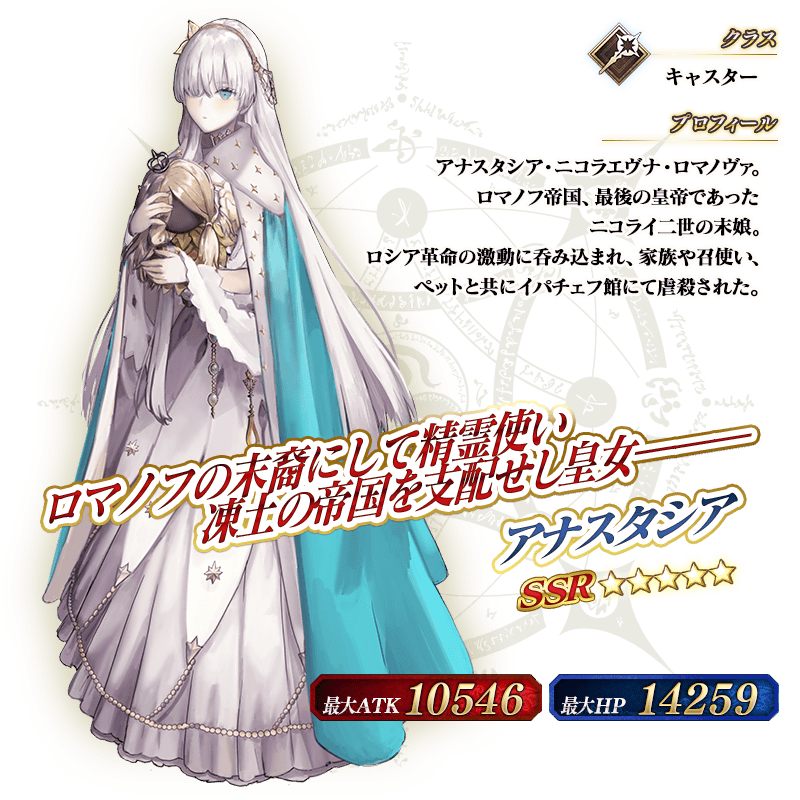 クラス
キャスター
プロフィール
アナスタシア・ニコラエヴナ・ロマノヴァ。
ロマノフ帝国、最後の皇帝であった
ニコライ二世の末娘。
ロシア革命の激動に呑み込まれ、家族や召使い、
ペットと共にイパチェフ館にて虐殺された。
ロマノフの末裔にして精霊使い
凍土の帝国を支配せし皇女――
アナスタシア
SSR☆☆☆☆☆
最大ATK 10546
最大HP 14259